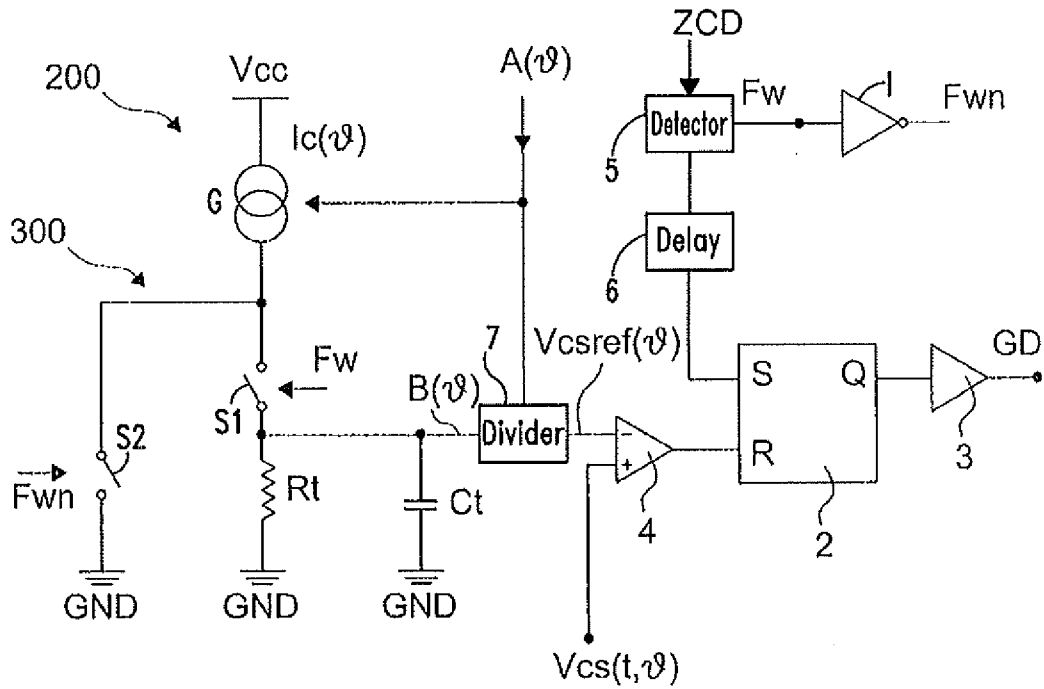 200
Vcc
Ic(ϑ)
G
300
A(ϑ)
ZCD
Detector
5
Fw
I
Fwn
Delay
6
7
Vcsref(ϑ)
Fw
S1
B(ϑ)
Divider
S2
Fwn
Rt
Ct
−
+
4
S
Q
R
2
3
GD
GND
GND
GND
Vcs(t,ϑ)